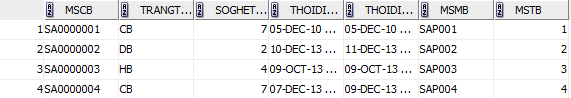 MSCB TRANGT... SOGHET... THOIDI... THOIDI... MSMB MSTB
1 SA0000001 CB 7 05-DEC-10 ... 05-DEC-10 ... SAP001 1
2 SA0000002 DB 2 10-DEC-13 ... 11-DEC-13 ... SAP002 2
3 SA0000003 HB 4 09-OCT-13 ... 09-OCT-13 ... SAP003 3
4 SA0000004 CB 7 07-DEC-13 ... 09-DEC-13 ... SAP004 4